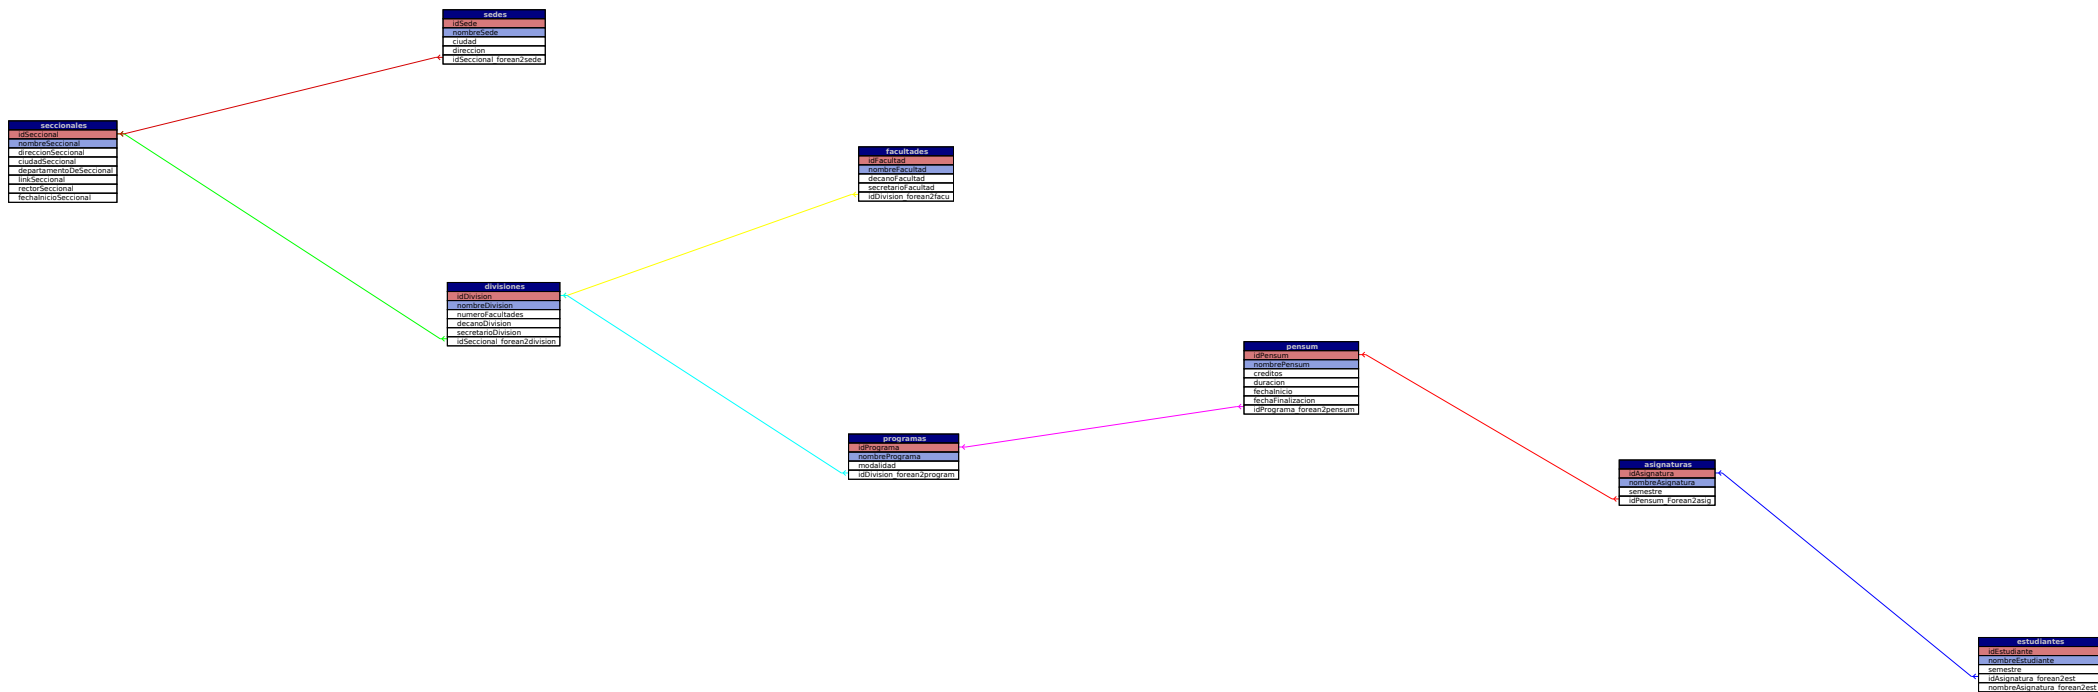 sedes
idSede
nombreSede
ciudad
direccion
idSeccional_forean2sede
seccionales
idSeccional
nombreSeccional
direccionSeccional
ciudadSeccional
departamentoDeSeccional
linkSeccional
rectorSeccional
fechaInicioSeccional
facultades
idFacultad
nombreFacultad
decanoFacultad
secretarioFacultad
idDivision_forean2facu
divisiones
idDivision
nombreDivision
numeroFacultades
decanoDivision
secretarioDivision
idSeccional_forean2division
pensum
idPensum
nombrePensum
creditos
duracion
fechaInicio
fechaFinalizacion
idPrograma_forean2pensum
programas
idPrograma
nombrePrograma
modalidad
idDivision_forean2program
asignaturas
idAsignatura
nombreAsignatura
semestre
idPensum_Forean2asig
estudiantes
idEstudiante
nombreEstudiante
semestre
idAsignatura_forean2est
nombreAsignatura_forean2est